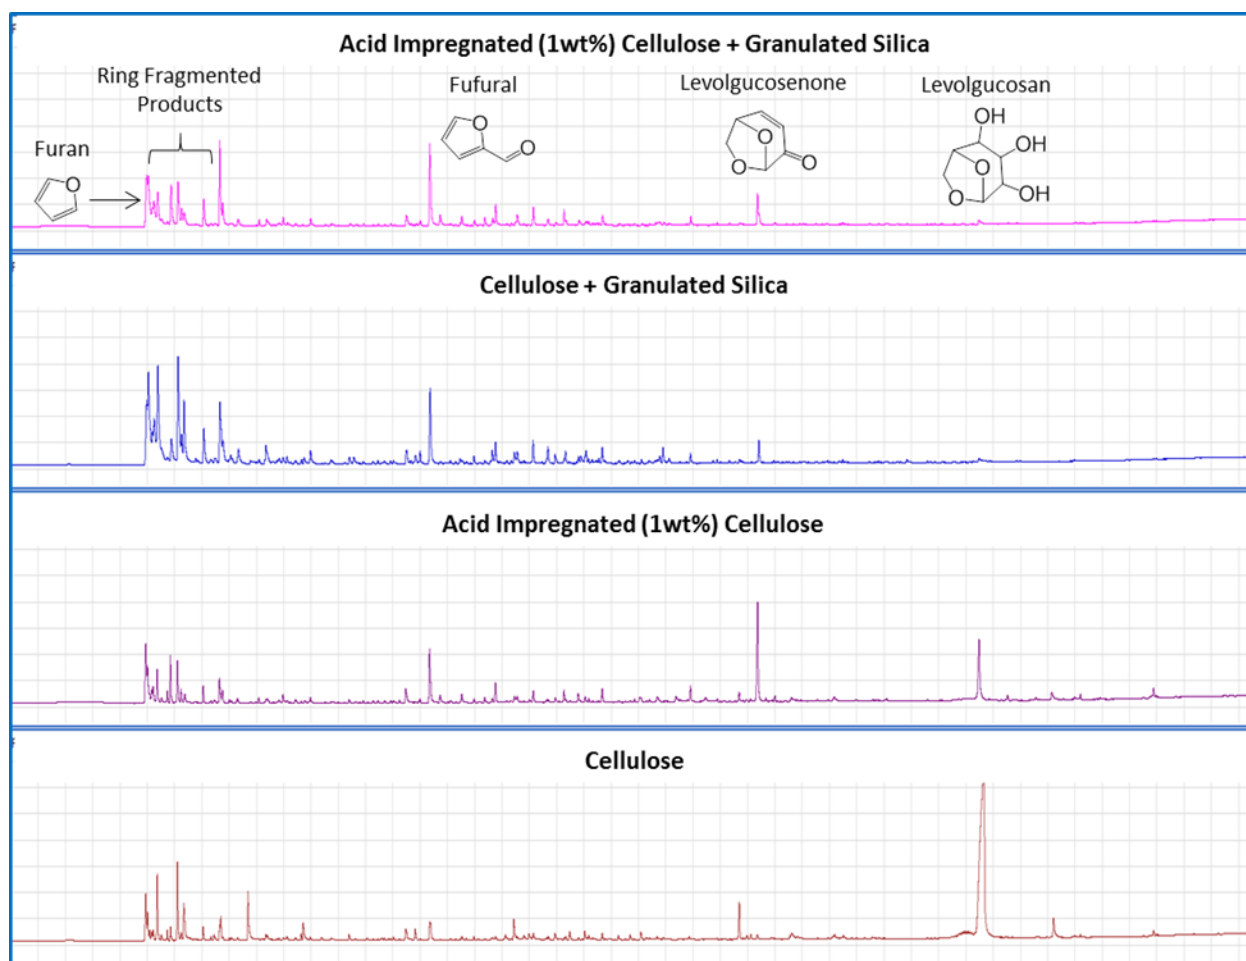 Acid Impregnated (1wt%) Cellulose + Granulated Silica
Ring Fragmented
Products
Furan
O
Fufural
O
O
Levolgucosenone
O
O
O
Levolgucosan
OH
OH
O
O
OH
Cellulose + Granulated Silica
Acid Impregnated (1wt%) Cellulose
Cellulose